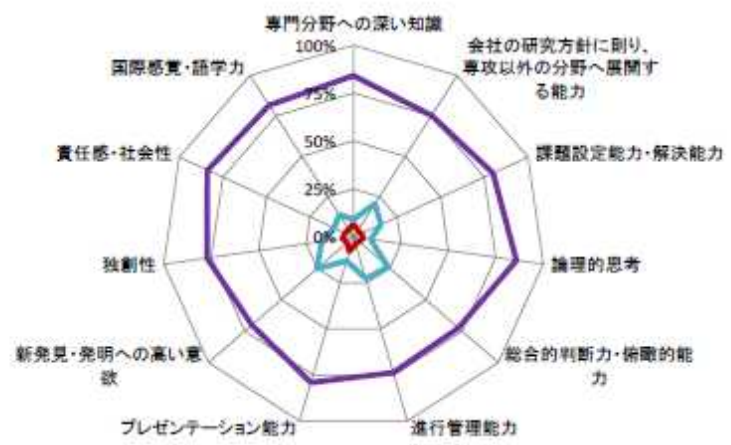 専門分野への深い知識
100%
会社の研究方針に則り、
専攻以外の分野へ展開す
る能力
国際感覚・語学力
75%
責任感・社会性
課題設定能力・解決能力
50%
25%
0%
独創性
論理的思考
新発見・発明への高い意
欲
総合的判断力・俯瞰的能
力
プレゼンテーション能力
進行管理能力